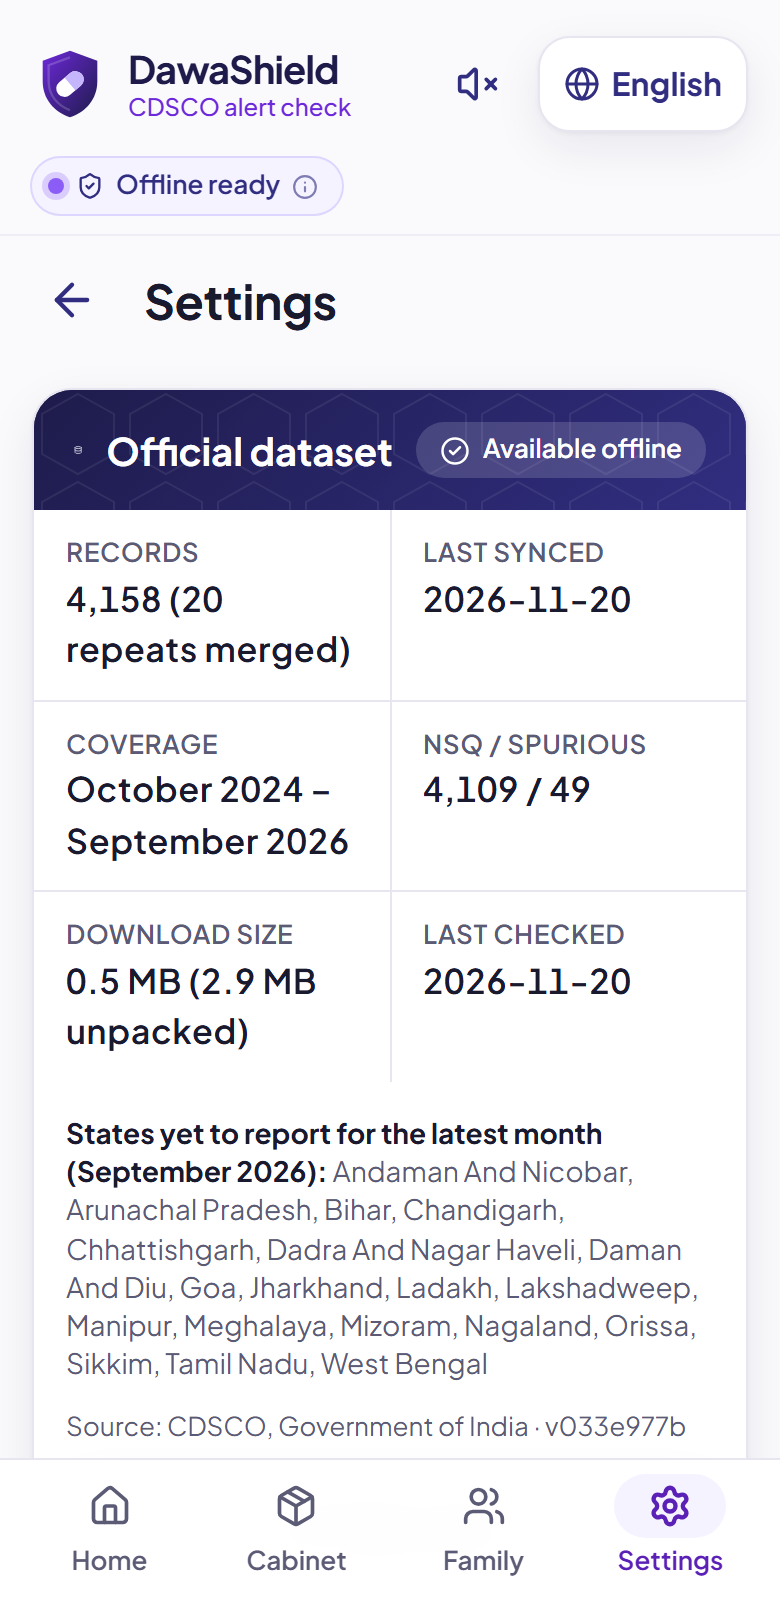 DawaShield
CDSCO alert check
English
Offline ready
Settings
Official dataset
Available offline
RECORDS
4,158 (20
repeats merged)
LAST SYNCED
2026-11-20
COVERAGE
October 2024 –
September 2026
NSQ / SPURIOUS
4,109 / 49
DOWNLOAD SIZE
0.5 MB (2.9 MB
unpacked)
LAST CHECKED
2026-11-20
States yet to report for the latest month
(September 2026): Andaman And Nicobar,
Arunachal Pradesh, Bihar, Chandigarh,
Chhattishgarh, Dadra And Nagar Haveli, Daman
And Diu, Goa, Jharkhand, Ladakh, Lakshadweep,
Manipur, Meghalaya, Mizoram, Nagaland, Orissa,
Sikkim, Tamil Nadu, West Bengal
Source: CDSCO, Government of India · v033e977b
Home
Cabinet
Family
Settings